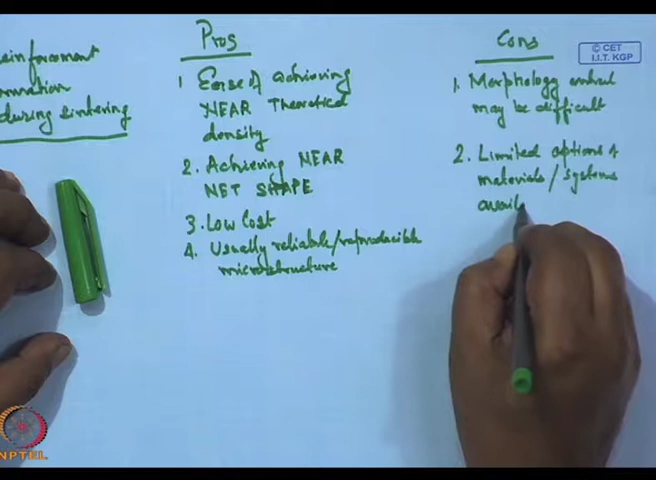 einforcement
rmation
during sintering
Pros
1 Ease of achieving
NEAR Theoretical
density
2. Achieving NEAR
NET SHAPE
3. Low Cost
4. Usually reliable/reproducible
microstructure
Cons
1. Morphology control
may be difficult
2. Limited options of
materials/systems
avail
© CET
I.I.T. KGP
NPTEL